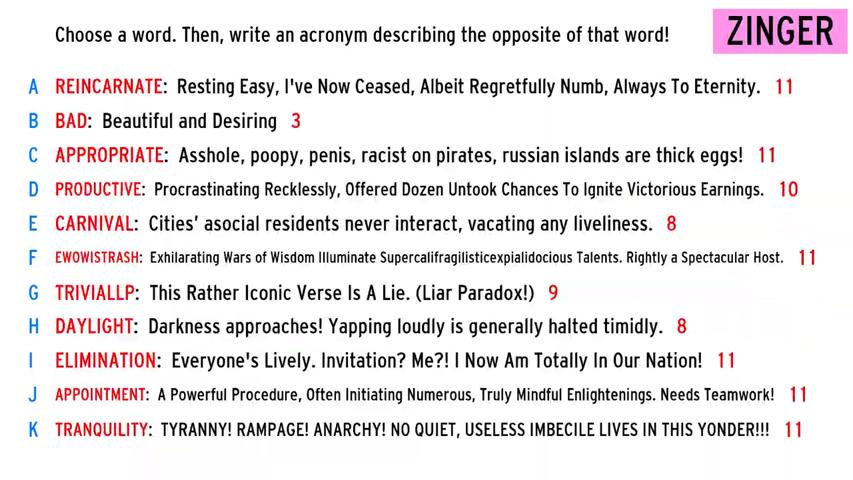 Choose a word. Then, write an acronym describing the opposite of that word!
ZINGER
A REINCARNATE: Resting Easy, I've Now Ceased, Albeit Regretfully Numb, Always To Eternity. 11
B BAD: Beautiful and Desiring 3
C APPROPRIATE: Asshole, poopy, penis, racist on pirates, russian islands are thick eggs! 11
D PRODUCTIVE: Procrastinating Recklessly, Offered Dozen Untook Chances To Ignite Victorious Earnings. 10
E CARNIVAL: Cities' asocial residents never interact, vacating any liveliness. 8
F EWOWISTRASH: Exhilarating Wars of Wisdom Illuminate Supercalifragilisticexpialidocious Talents. Rightly a Spectacular Host. 11
G TRIVIALLP: This Rather Iconic Verse Is A Lie. (Liar Paradox!) 9
H DAYLIGHT: Darkness approaches! Yapping loudly is generally halted timidly. 8
I ELIMINATION: Everyone's Lively. Invitation? Me?! I Now Am Totally In Our Nation! 11
J APPOINTMENT: A Powerful Procedure, Often Initiating Numerous, Truly Mindful Enlightenings. Needs Teamwork! 11
K TRANQUILITY: TYRANNY! RAMPAGE! ANARCHY! NO QUIET, USELESS IMBECILE LIVES IN THIS YONDER!!! 11